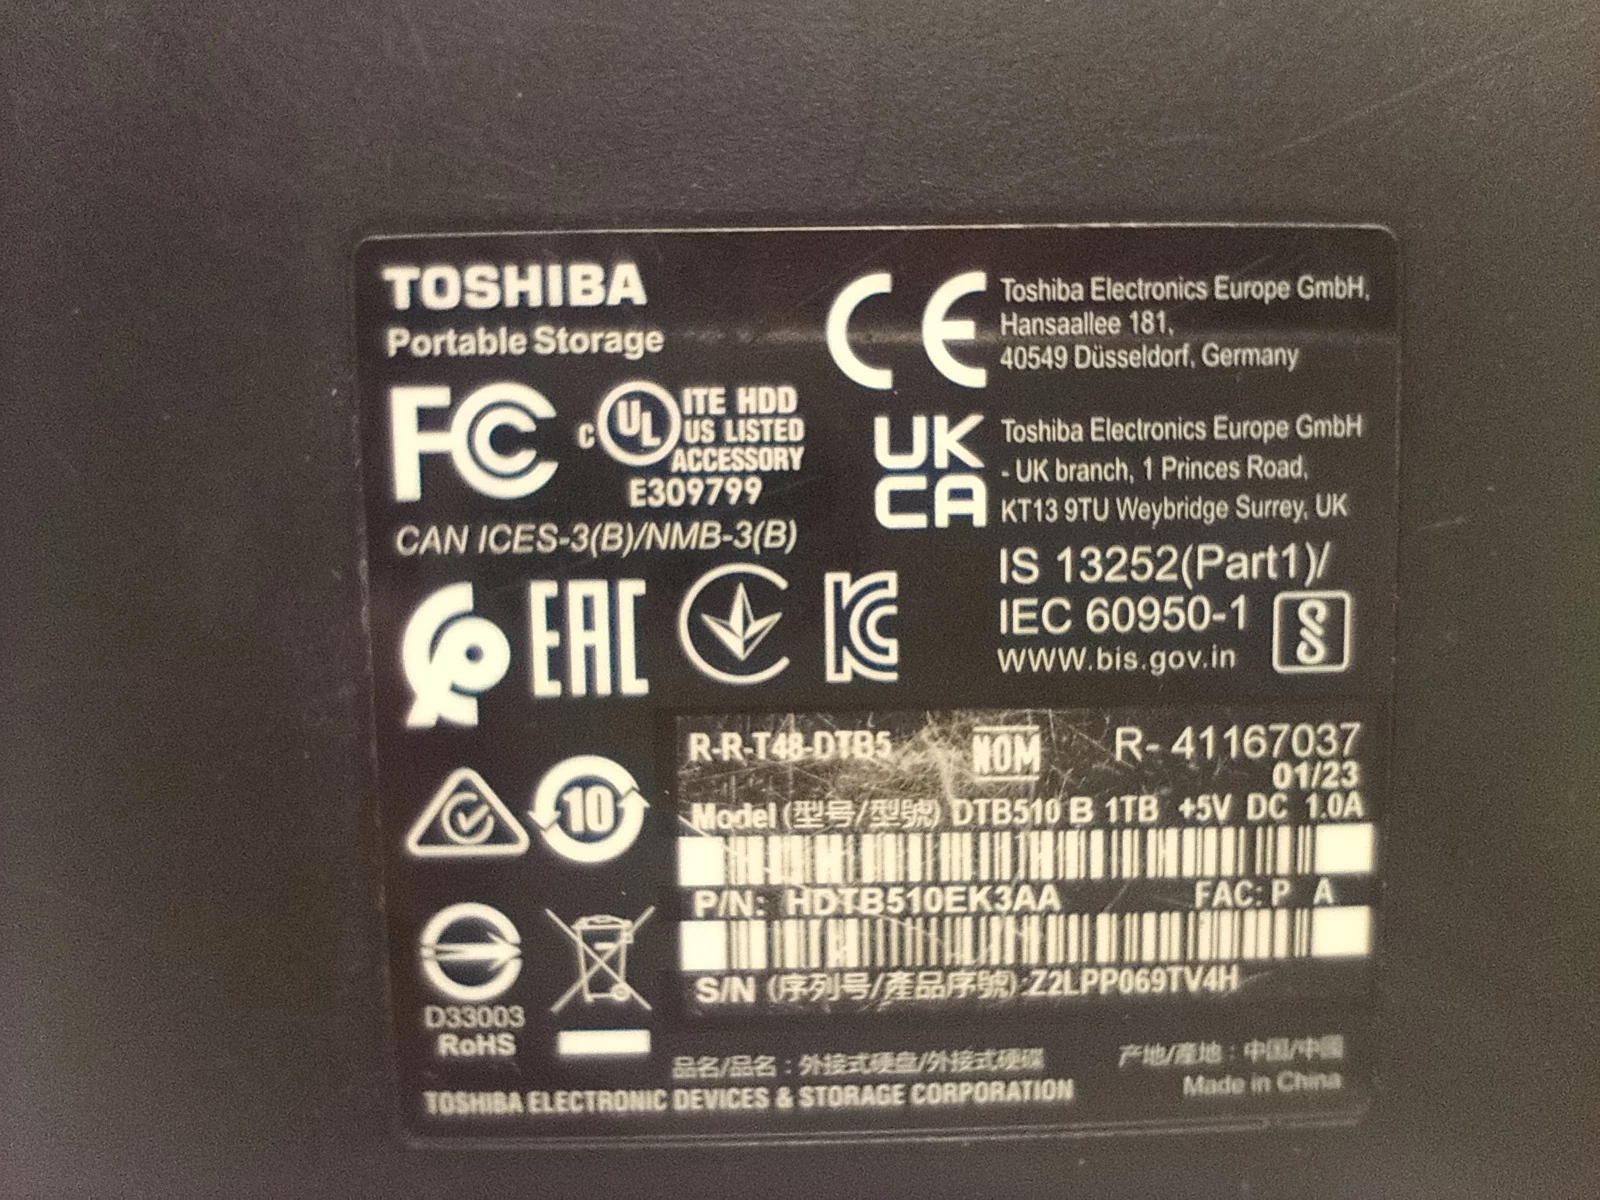 TOSHIBA
Portable Storage
FC
C UL US ITE HDD
LISTED
ACCESSORY
E309799
CAN ICES-3(B)/NMB-3(B)
CE
Toshiba Electronics Europe GmbH,
Hansaallee 181,
40549 Düsseldorf, Germany
UK
CA
Toshiba Electronics Europe GmbH
- UK branch, 1 Princes Road,
KT13 9TU Weybridge Surrey, UK
IS 13252(Part1)/
IEC 60950-1
WWW.bis.gov.in
EAC
KC
10
D33003
RoHS
R-R-T48-DTB5
NOM
R- 41167037
01/23
Model (型号/型號) DTB510 B 1TB +5V DC 1.0A
P/N: HDTB510EK3AA FAC: P A
S/N (序列号/產品序號):Z2LPP069TV4H
品名/品名：外接式硬盘/外接式硬碟
产地/產地：中国/中國
TOSHIBA ELECTRONIC DEVICES & STORAGE CORPORATION
Made in China